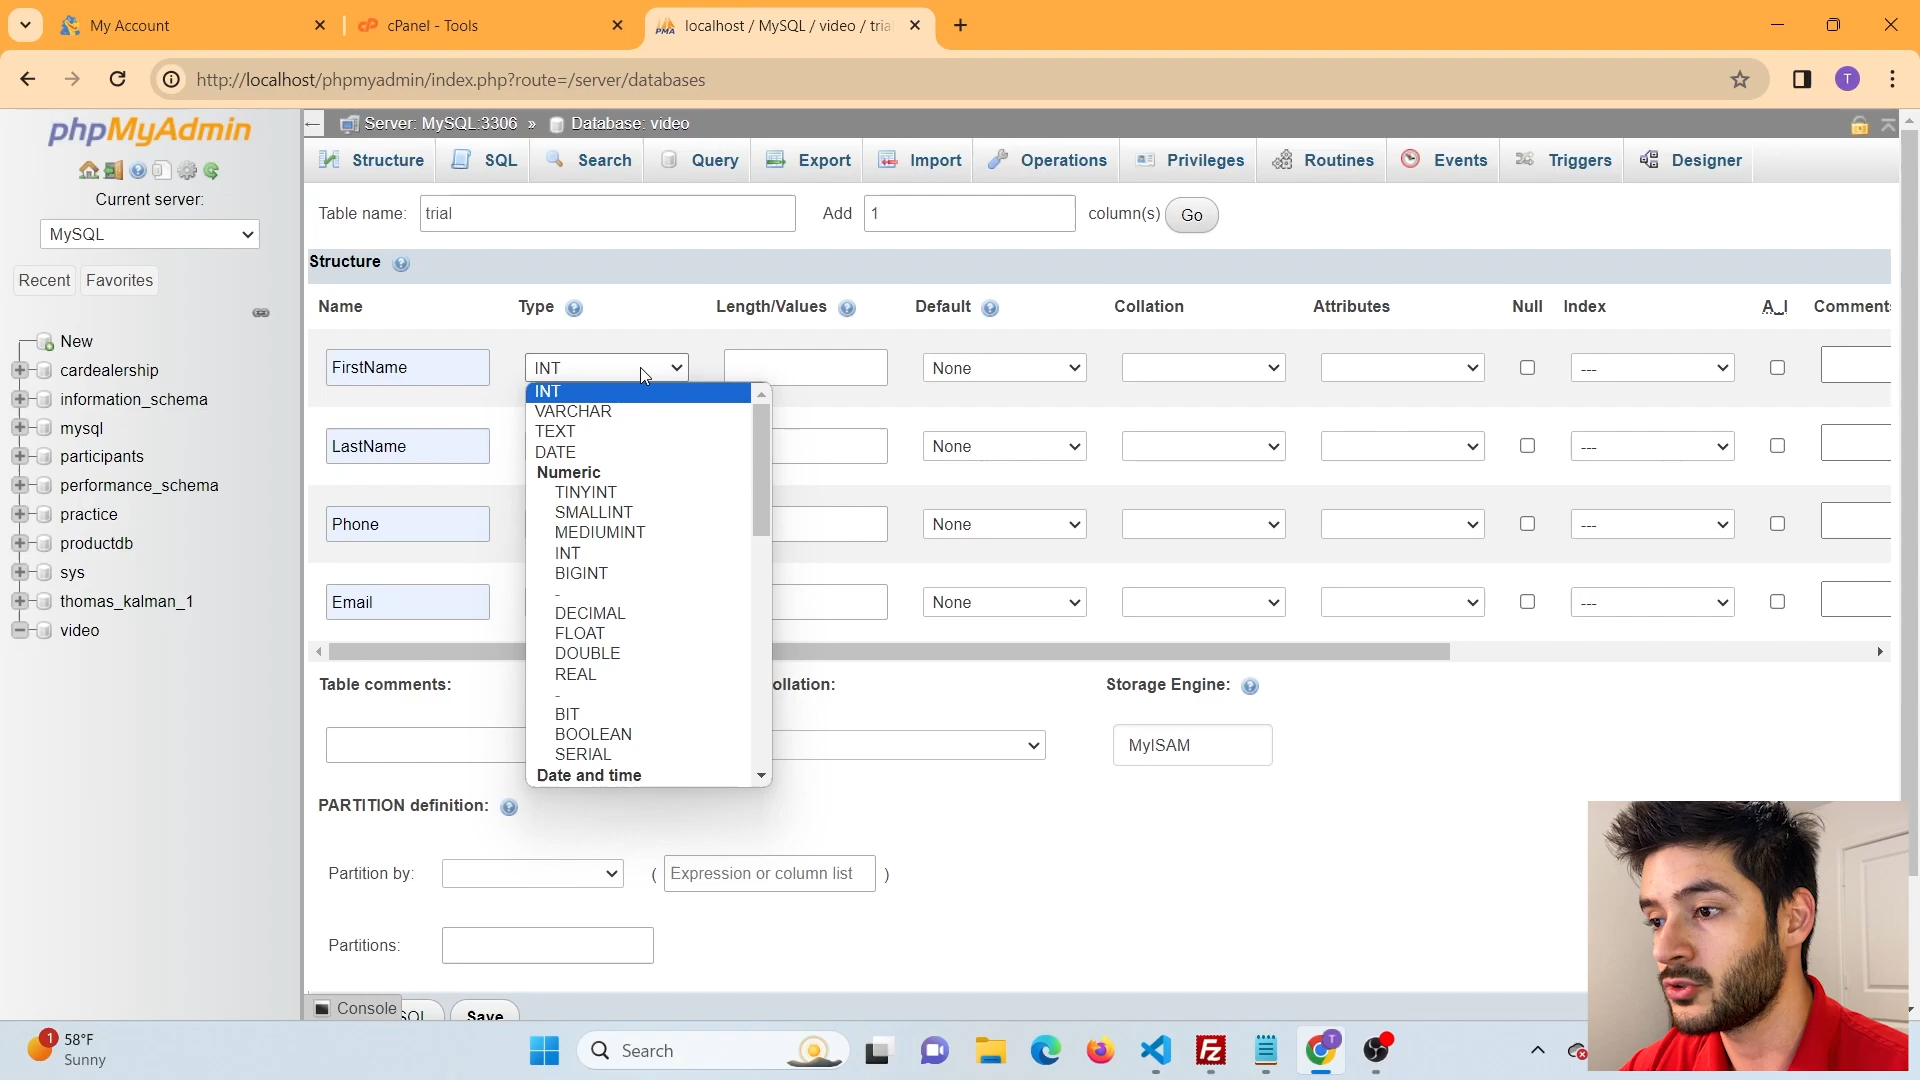 My Account
cPanel - Tools
localhost / MySQL / video / tria
http://localhost/phpmyadmin/index.php?route=/server/databases
T
phpMyAdmin
Current server:
MySQL
Recent Favorites
New
cardealership
information_schema
mysql
participants
performance_schema
practice
productdb
sys
thomas_kalman_1
video
Server: MySQL:3306 » Database: video
Structure SQL Search Query Export Import Operations Privileges Routines Events Triggers Designer
Table name: trial Add 1 column(s) Go
Structure
Name Type Length/Values Default Collation Attributes Null Index A_I Comments
FirstName INT None ---
LastName None ---
Phone None ---
Email None ---
INT
VARCHAR
TEXT
DATE
Numeric
TINYINT
SMALLINT
MEDIUMINT
INT
BIGINT
-
DECIMAL
FLOAT
DOUBLE
REAL
-
BIT
BOOLEAN
SERIAL
Date and time
Table comments: ollation: Storage Engine:
MyISAM
PARTITION definition:
Partition by: ( Expression or column list )
Partitions:
Console SQL Save
1 58°F
Sunny
Search